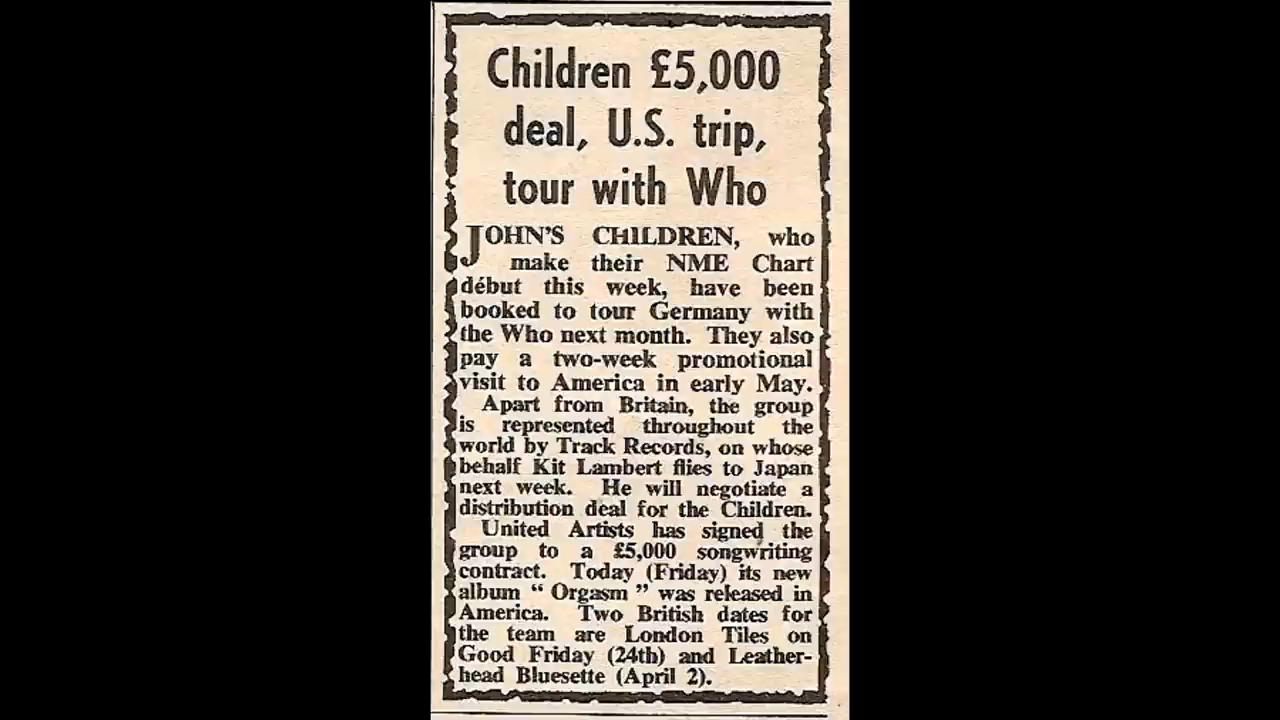 Children £5,000
deal, U.S. trip,
tour with Who
JOHN'S CHILDREN, who
make their NME Chart
début this week, have been
booked to tour Germany with
the Who next month. They also
pay a two-week promotional
visit to America in early May.
Apart from Britain, the group
is represented throughout the
world by Track Records, on whose
behalf Kit Lambert flies to Japan
next week. He will negotiate a
distribution deal for the Children.
United Artists has signed the
group to a £5,000 songwriting
contract. Today (Friday) its new
album “ Orgasm ” was released in
America. Two British dates for
the team are London Tiles on
Good Friday (24th) and Leather-
head Bluesette (April 2).